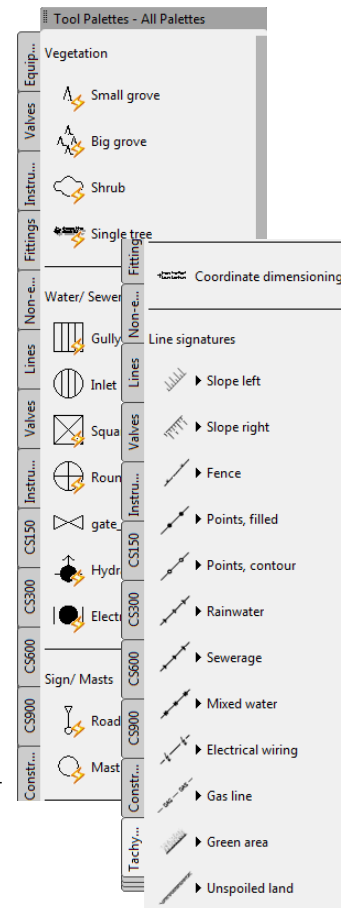 Tool Palettes - All Palettes
Equip...
Valves
Instru...
Fittings
Non-e...
Lines
Valves
Instru...
CS150
CS300
CS600
CS900
Constr...
Vegetation
Small grove
Big grove
Shrub
Single tree
Water/ Sewer
Gully
Inlet
Squa
Roun
gate_
Hydr
Electr
Sign/ Masts
Road
Mast
Fitting
Non-e...
Lines
Valves
Instru...
CS150
CS300
CS600
CS900
Constr...
Tachy...
Coordinate dimensioning
Line signatures
Slope left
Slope right
Fence
Points, filled
Points, contour
Rainwater
Sewerage
Mixed water
Electrical wiring
GAS GAS
Gas line
Green area
Unspoiled land